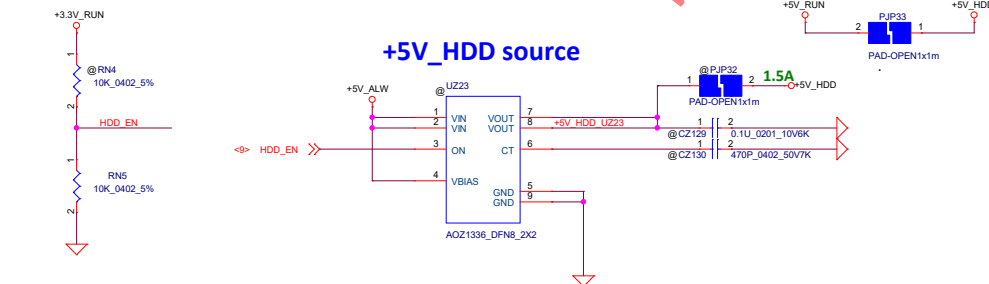 +3.3V_RUN
+5V_RUN
+5V_HDD
PJP33
2
1
PAD-OPEN1x1m
+5V_HDD source
1
@RN4
10K_0402_5%
2
HDD_EN
1
RN5
10K_0402_5%
2
+5V_ALW
@UZ23
1 VIN
2 VIN
3 ON
4 VBIAS
VOUT 7
VOUT 8
CT 6
GND 5
GND 9
AOZ1336_DFN8_2X2
<9> HDD_EN
+5V_HDD_UZ23
@PJP32
1
2
1.5A
+5V_HDD
PAD-OPEN1x1m
@CZ129
1
2
0.1U_0201_10V6K
@CZ130
1
2
470P_0402_50V7K